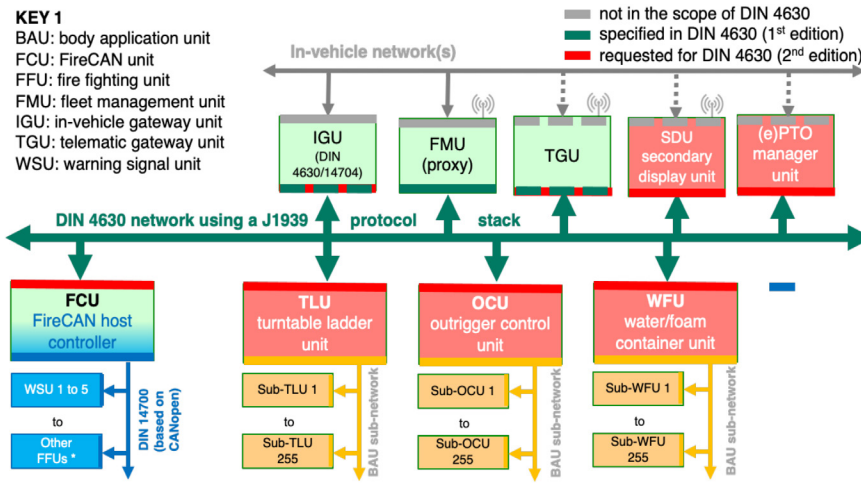 KEY 1
BAU: body application unit
FCU: FireCAN unit
FFU: fire fighting unit
FMU: fleet management unit
IGU: in-vehicle gateway unit
TGU: telematic gateway unit
WSU: warning signal unit
not in the scope of DIN 4630
specified in DIN 4630 (1st edition)
requested for DIN 4630 (2nd edition)
In-vehicle network(s)
IGU
(DIN
4630/14704)
FMU
(proxy)
TGU
SDU
secondary
display unit
(e)PTO
manager
unit
DIN 4630 network using a J1939 protocol stack
FCU
FireCAN host
controller
WSU 1 to 5
to
Other
FFUs *
DIN 14700
(based on
CANopen)
TLU
turntable ladder
unit
Sub-TLU 1
to
Sub-TLU
255
BAU sub-network
OCU
outrigger control
unit
Sub-OCU 1
to
Sub-OCU
255
BAU sub-network
WFU
water/foam
container unit
Sub-WFU 1
to
Sub-WFU
255
BAU sub-network